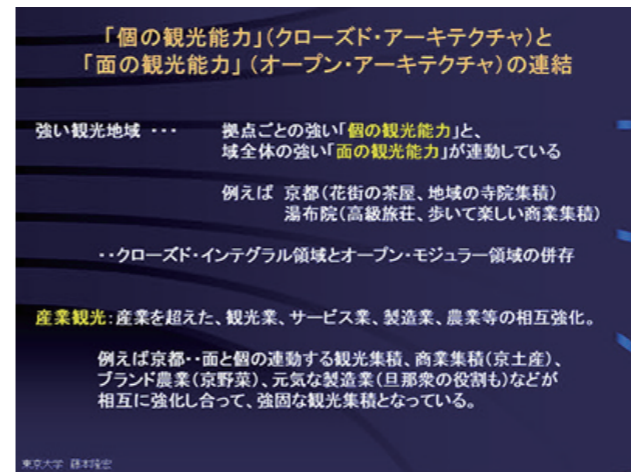 「個の観光能力」(クローズド・アーキテクチャ)と
「面の観光能力」(オープン・アーキテクチャ)の連結
強い観光地域 ・・・ 拠点ごとの強い「個の観光能力」と、
域全体の強い「面の観光能力」が連動している
例えば 京都(花街の茶屋、地域の寺院集積)
湯布院(高級旅荘、歩いて楽しい商業集積)
・・クローズド・インテグラル領域とオープン・モジュラー領域の併存
産業観光:産業を超えた、観光業、サービス業、製造業、農業等の相互強化。
例えば京都・・面と個の連動する観光集積、商業集積(京土産)、
ブランド農業(京野菜)、元気な製造業(旦那衆の役割も)などが
相互に強化し合って、強固な観光集積となっている。
東京大学 藤本隆宏